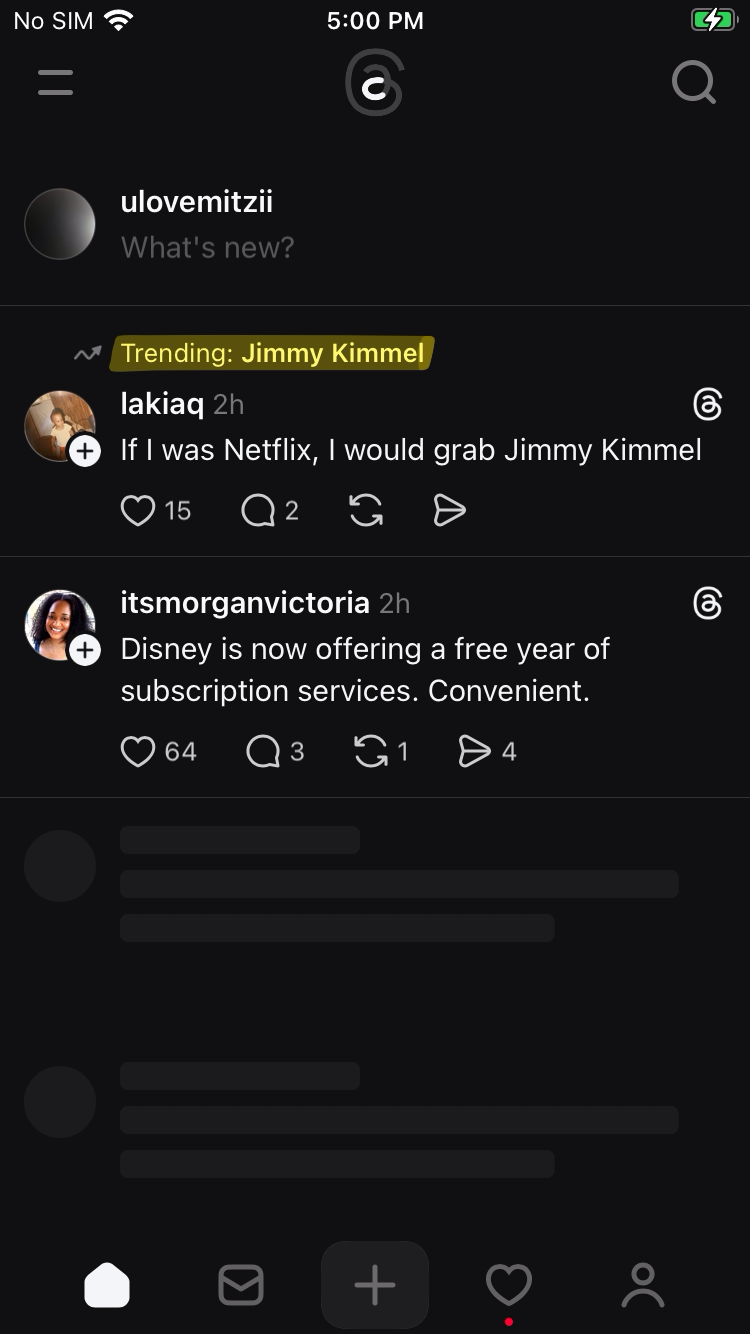 No SIM 5:00 PM
ulovemitzii
What's new?
Trending: Jimmy Kimmel
lakiaq 2h
If I was Netflix, I would grab Jimmy Kimmel
15 2
itsmorganvictoria 2h
Disney is now offering a free year of
subscription services. Convenient.
64 3 1 4